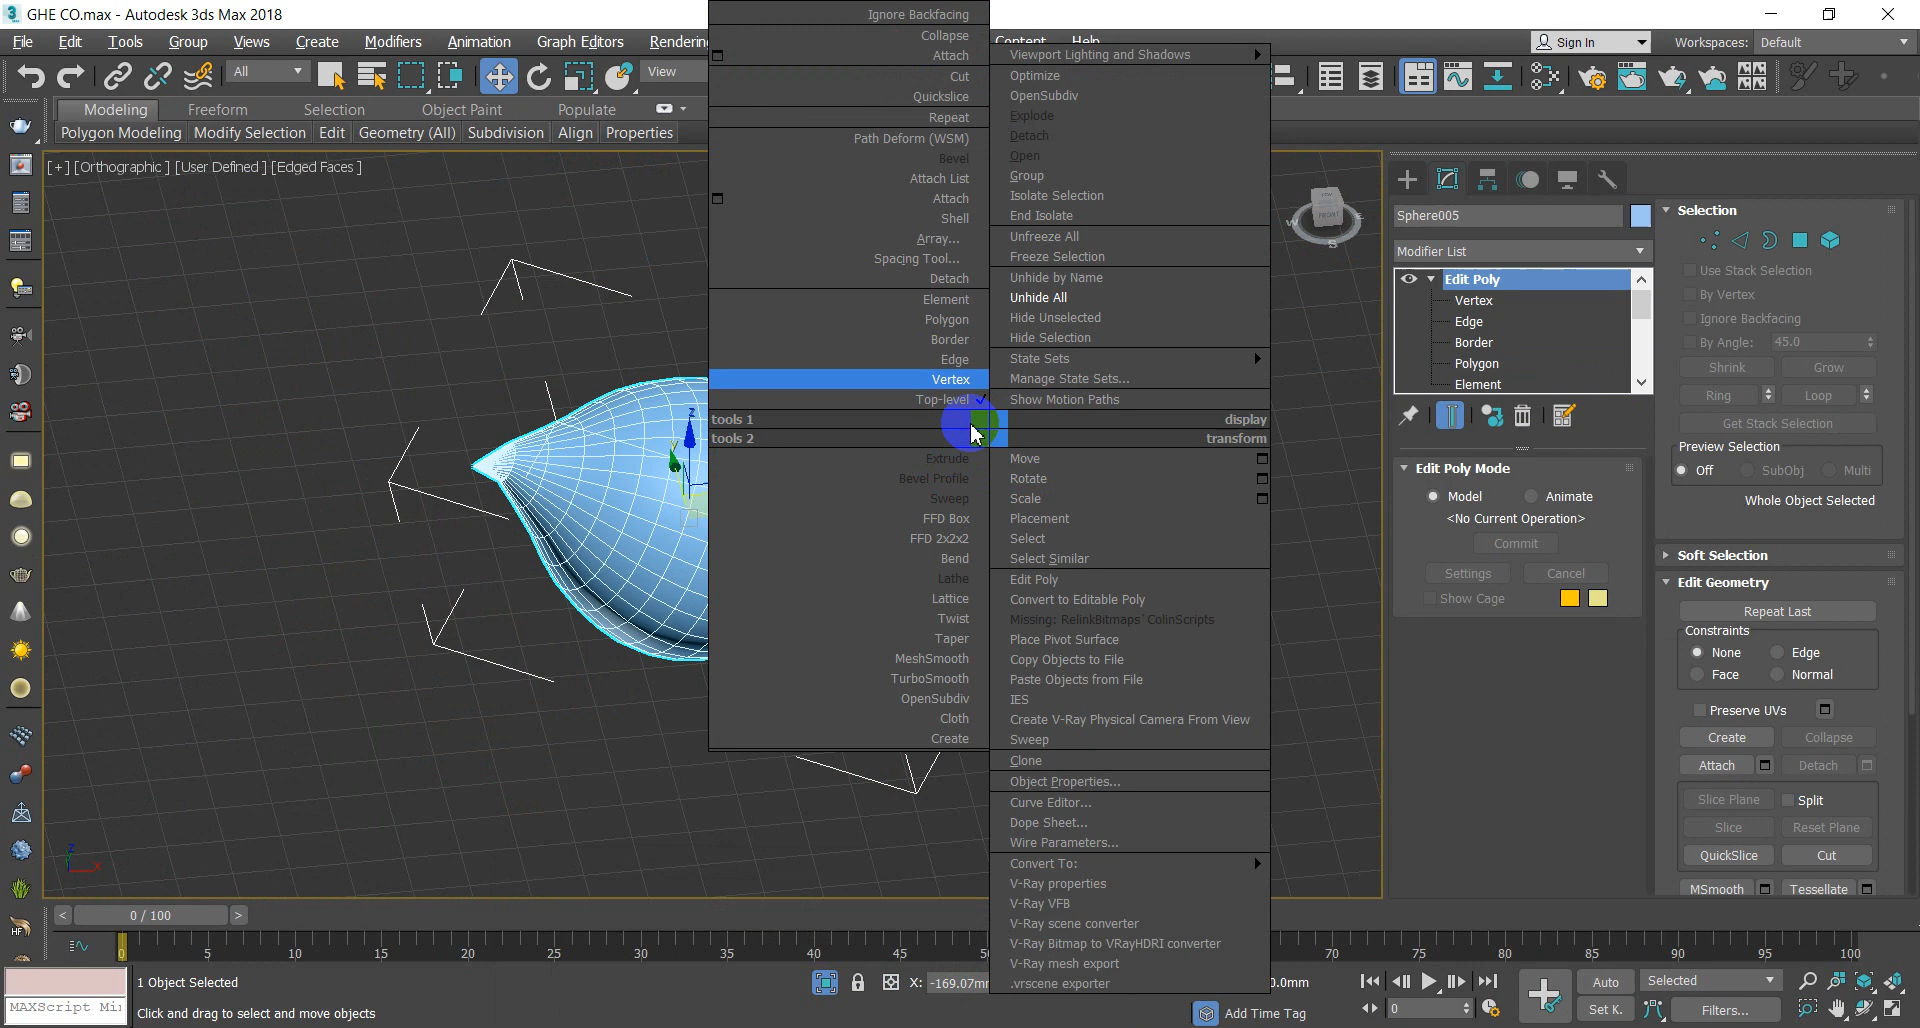 GHE CO.max - Autodesk 3ds Max 2018
File Edit Tools Group Views Create Modifiers Animation Graph Editors Content Help
Sign In Workspaces: Default
All View
Modeling Freeform Selection Object Paint Populate
Polygon Modeling Modify Selection Edit Geometry (All) Subdivision Align Properties
[+] [Orthographic ] [User Defined ] [Edged Faces ]
Ignore Backfacing
Collapse
Attach
Cut
Quickslice
Repeat
Path Deform (WSM)
Bevel
Attach List
Attach
Shell
Array...
Spacing Tool...
Detach
Element
Polygon
Border
Edge
Vertex
Top-level
tools 1
tools 2
Extrude
Bevel Profile
Sweep
FFD Box
FFD 2x2x2
Bend
Lathe
Lattice
Twist
Taper
MeshSmooth
TurboSmooth
OpenSubdiv
Cloth
Create
Viewport Lighting and Shadows
Optimize
OpenSubdiv
Explode
Detach
Open
Group
Isolate Selection
End Isolate
Unfreeze All
Freeze Selection
Unhide by Name
Unhide All
Hide Unselected
Hide Selection
State Sets
Manage State Sets...
Show Motion Paths
display
transform
Move
Rotate
Scale
Placement
Select
Select Similar
Edit Poly
Convert to Editable Poly
Missing: RelinkBitmaps`ColinScripts
Place Pivot Surface
Copy Objects to File
Paste Objects from File
IES
Create V-Ray Physical Camera From View
Sweep
Clone
Object Properties...
Curve Editor...
Dope Sheet...
Wire Parameters...
Convert To:
V-Ray properties
V-Ray VFB
V-Ray scene converter
V-Ray Bitmap to VRayHDRI converter
V-Ray mesh export
.vrscene exporter
W
S
Z
Sphere005
Modifier List
Edit Poly
Vertex
Edge
Border
Polygon
Element
Edit Poly Mode
Model Animate
<No Current Operation>
Commit
Settings Cancel
Show Cage
Selection
Use Stack Selection
By Vertex
Ignore Backfacing
By Angle: 45.0
Shrink Grow
Ring Loop
Get Stack Selection
Preview Selection
Off SubObj Multi
Whole Object Selected
Soft Selection
Edit Geometry
Repeat Last
Constraints
None Edge
Face Normal
Preserve UVs
Create Collapse
Attach Detach
Slice Plane Split
Slice Reset Plane
QuickSlice Cut
MSmooth Tessellate
< 0 / 100 >
0 5 10 15 20 25 30 35 40 45 70 75 80 85 90 95 100
1 Object Selected X: -169.07mm 0.0mm
MAXScript Mi
Click and drag to select and move objects
Add Time Tag
0
Auto Selected
Set K. Filters...